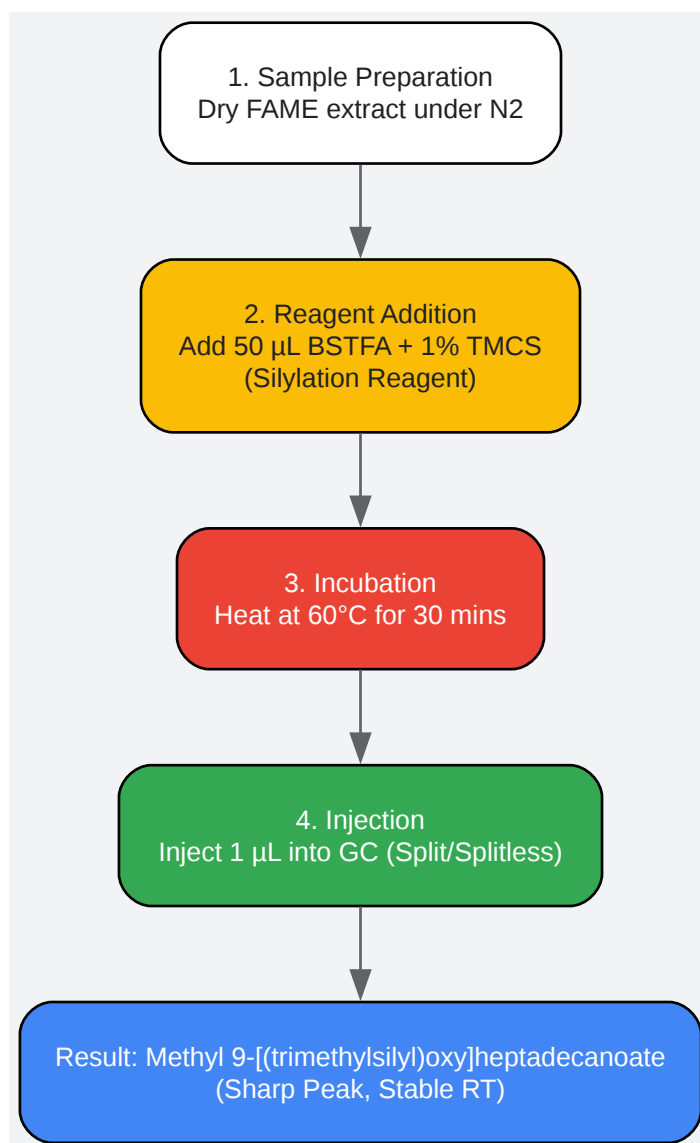 1. Sample Preparation
Dry FAME extract under N2
2. Reagent Addition
Add 50 µL BSTFA + 1% TMCS
(Silylation Reagent)
3. Incubation
Heat at 60°C for 30 mins
4. Injection
Inject 1 µL into GC (Split/Splitless)
Result: Methyl 9-[(trimethylsilyl)oxy]heptadecanoate
(Sharp Peak, Stable RT)